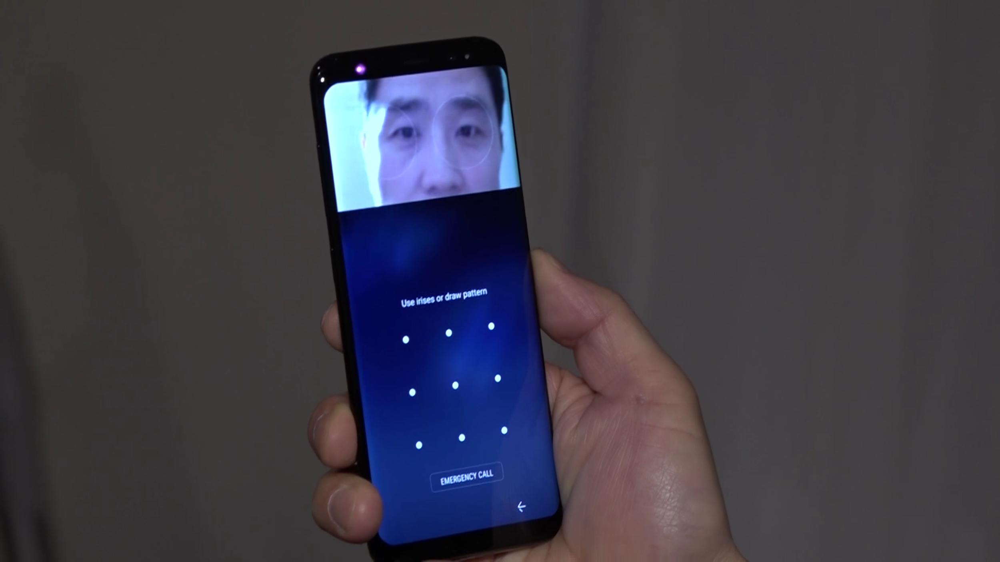 Use irises or draw pattern
EMERGENCY CALL